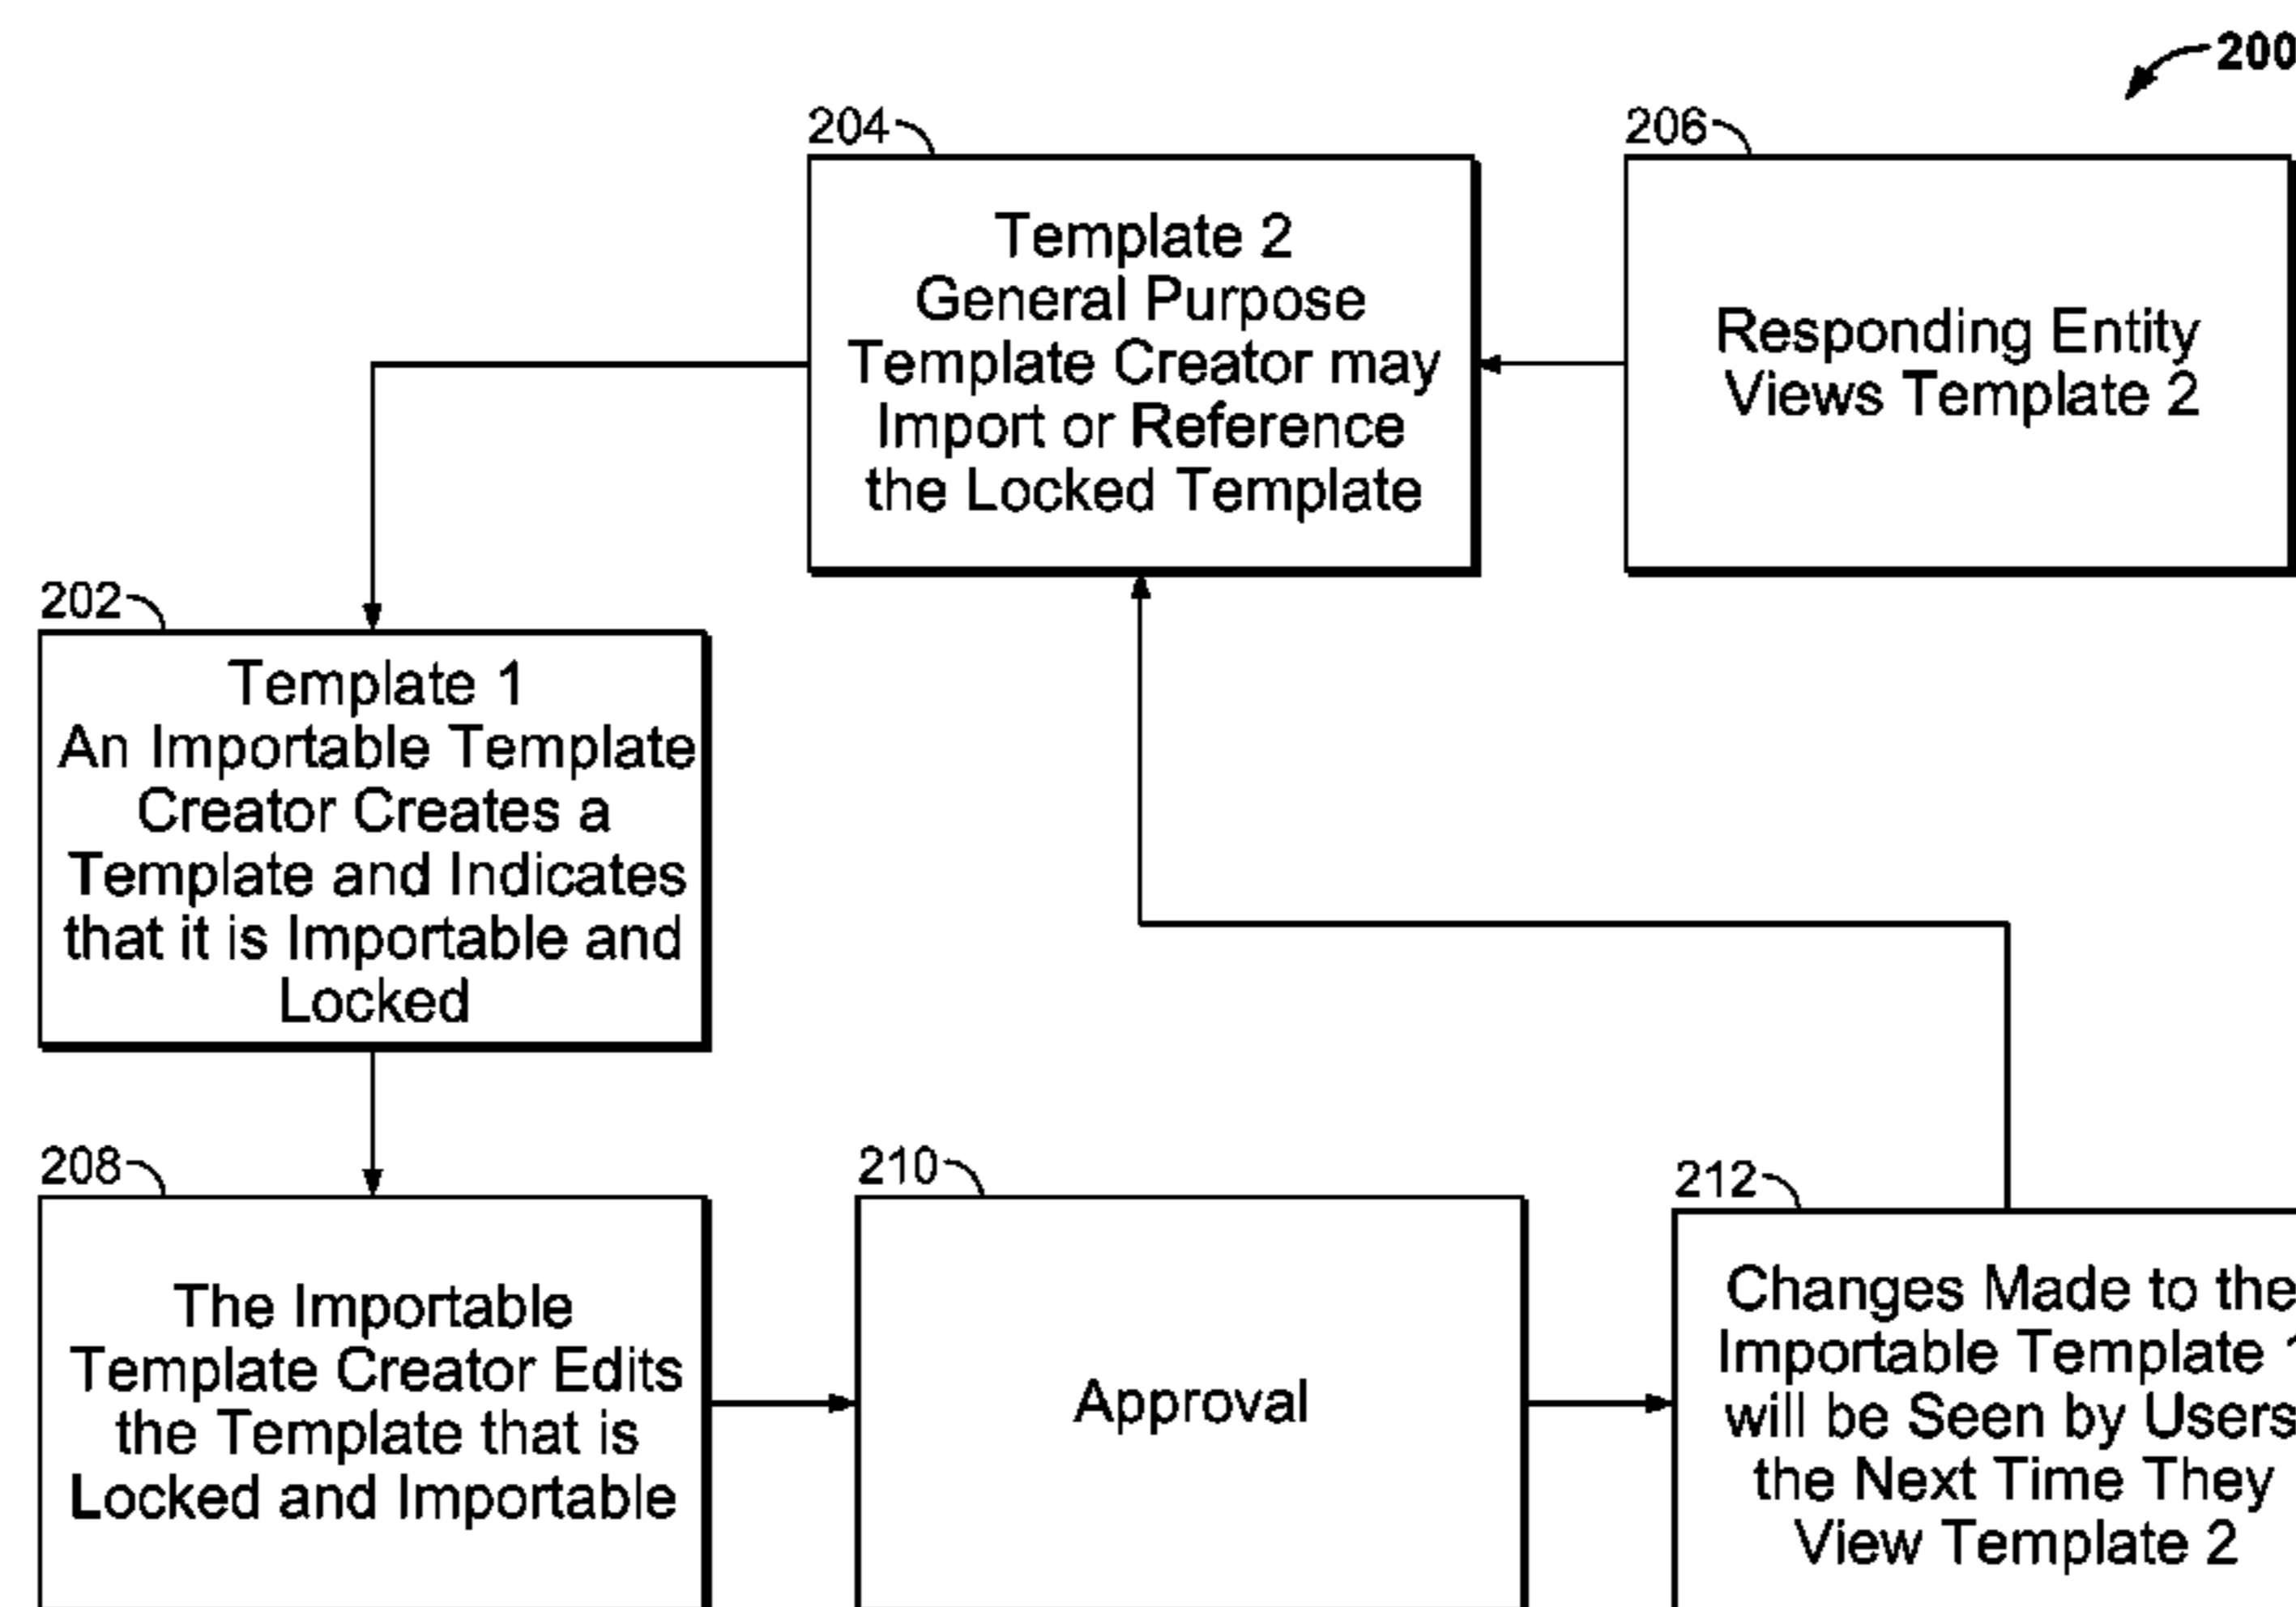 200
204
Template 2
General Purpose
Template Creator may
Import or Reference
the Locked Template
206
Responding Entity
Views Template 2
202
Template 1
An Importable Template
Creator Creates a
Template and Indicates
that it is Importable and
Locked
208
The Importable
Template Creator Edits
the Template that is
Locked and Importable
210
Approval
212
Changes Made to the
Importable Template 1
will be Seen by Users
the Next Time They
View Template 2